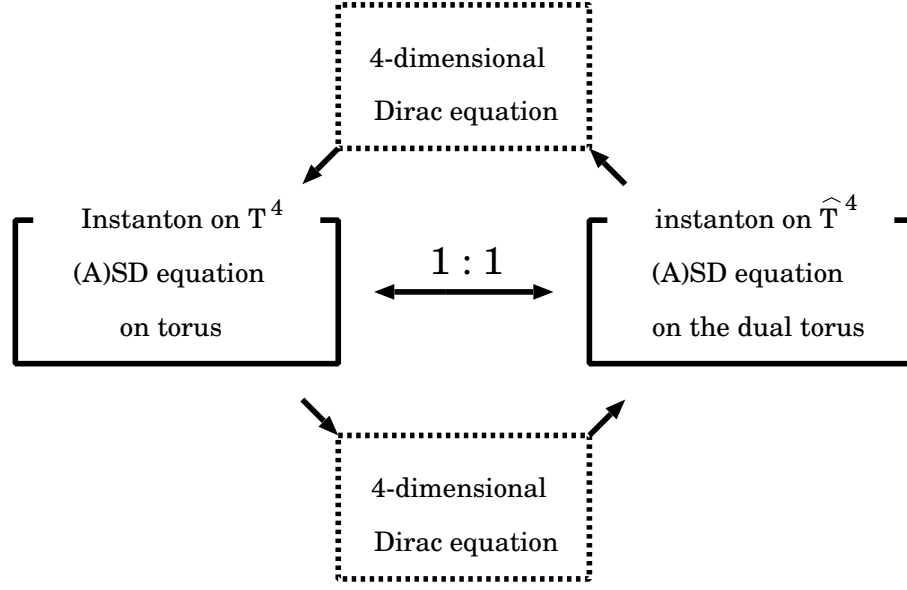 4-dimensional
Dirac equation
Instanton on T⁴
(A)SD equation
on torus
1 : 1
instanton on T̂⁴
(A)SD equation
on the dual torus
4-dimensional
Dirac equation